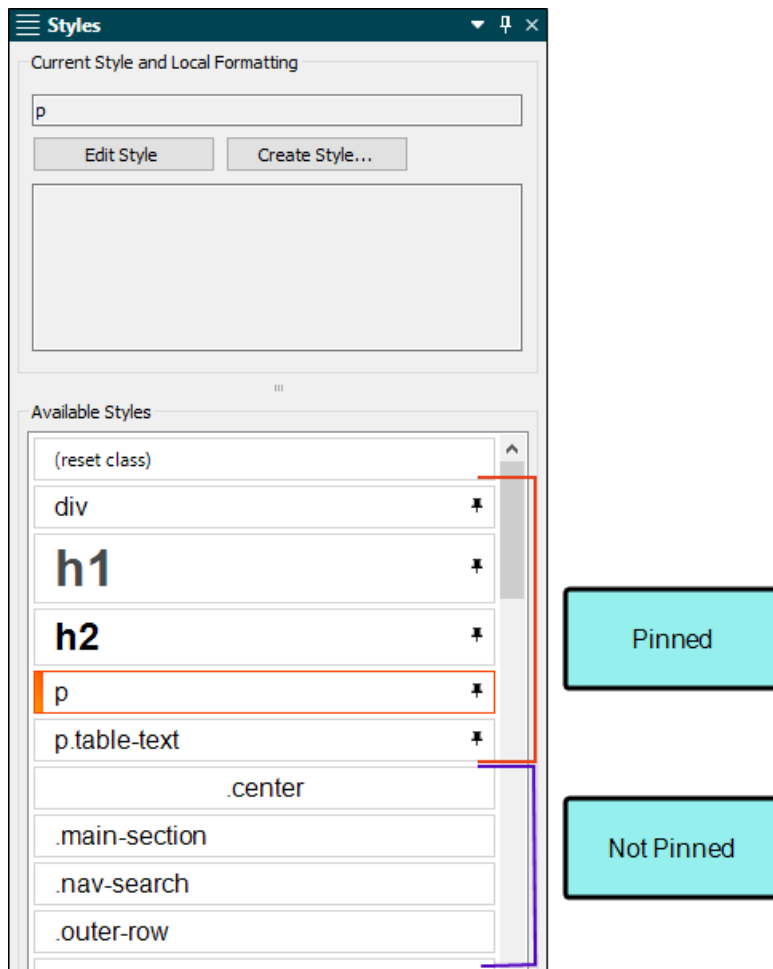 Styles
Current Style and Local Formatting
p
Edit Style
Create Style...
Available Styles
(reset class)
div
h1
h2
p
p.table-text
.center
.main-section
.nav-search
.outer-row
Pinned
Not Pinned